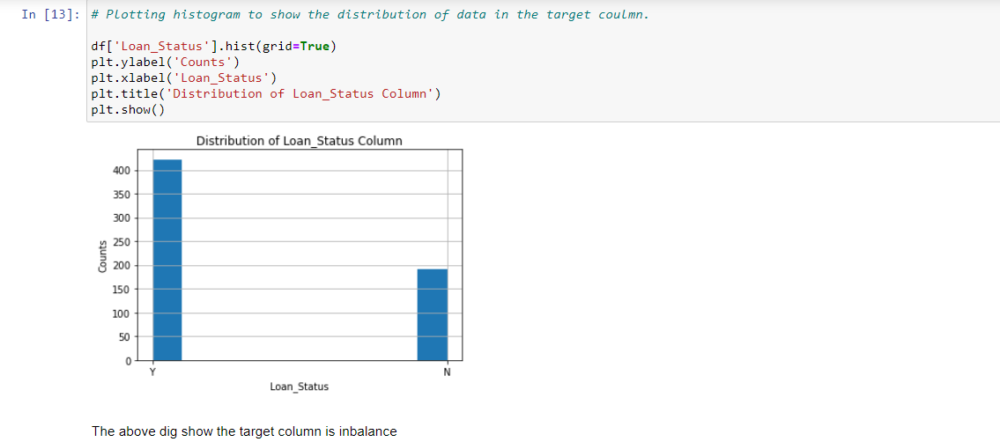 In [13]: # Plotting histogram to show the distribution of data in the target coulmn.
df['Loan_Status'].hist(grid=True)
plt.ylabel('Counts')
plt.xlabel('Loan_Status')
plt.title('Distribution of Loan_Status Column')
plt.show()
Distribution of Loan_Status Column
400
350
300
250
200
150
100
50
0
Counts
Y N
Loan_Status
The above dig show the target column is inbalance